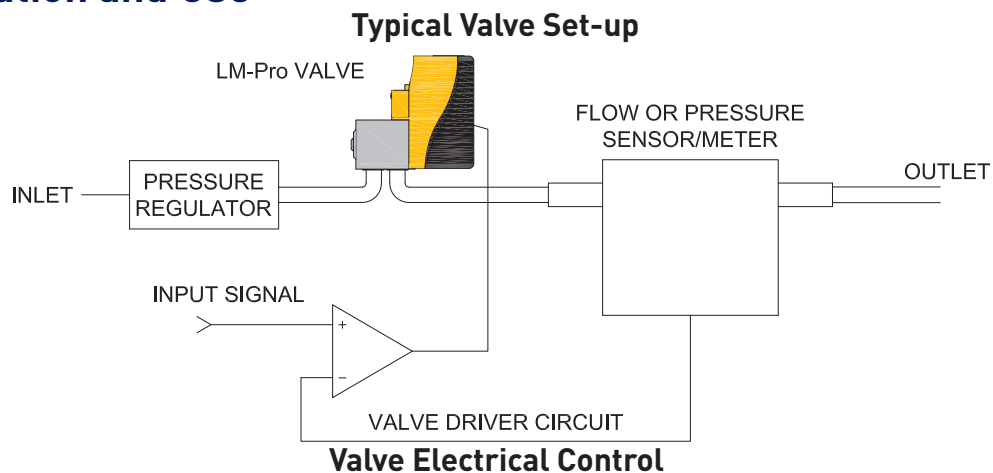 Typical Valve Set-up
LM-Pro VALVE
FLOW OR PRESSURE
SENSOR/METER
OUTLET
INLET
PRESSURE
REGULATOR
INPUT SIGNAL
+
−
VALVE DRIVER CIRCUIT
Valve Electrical Control